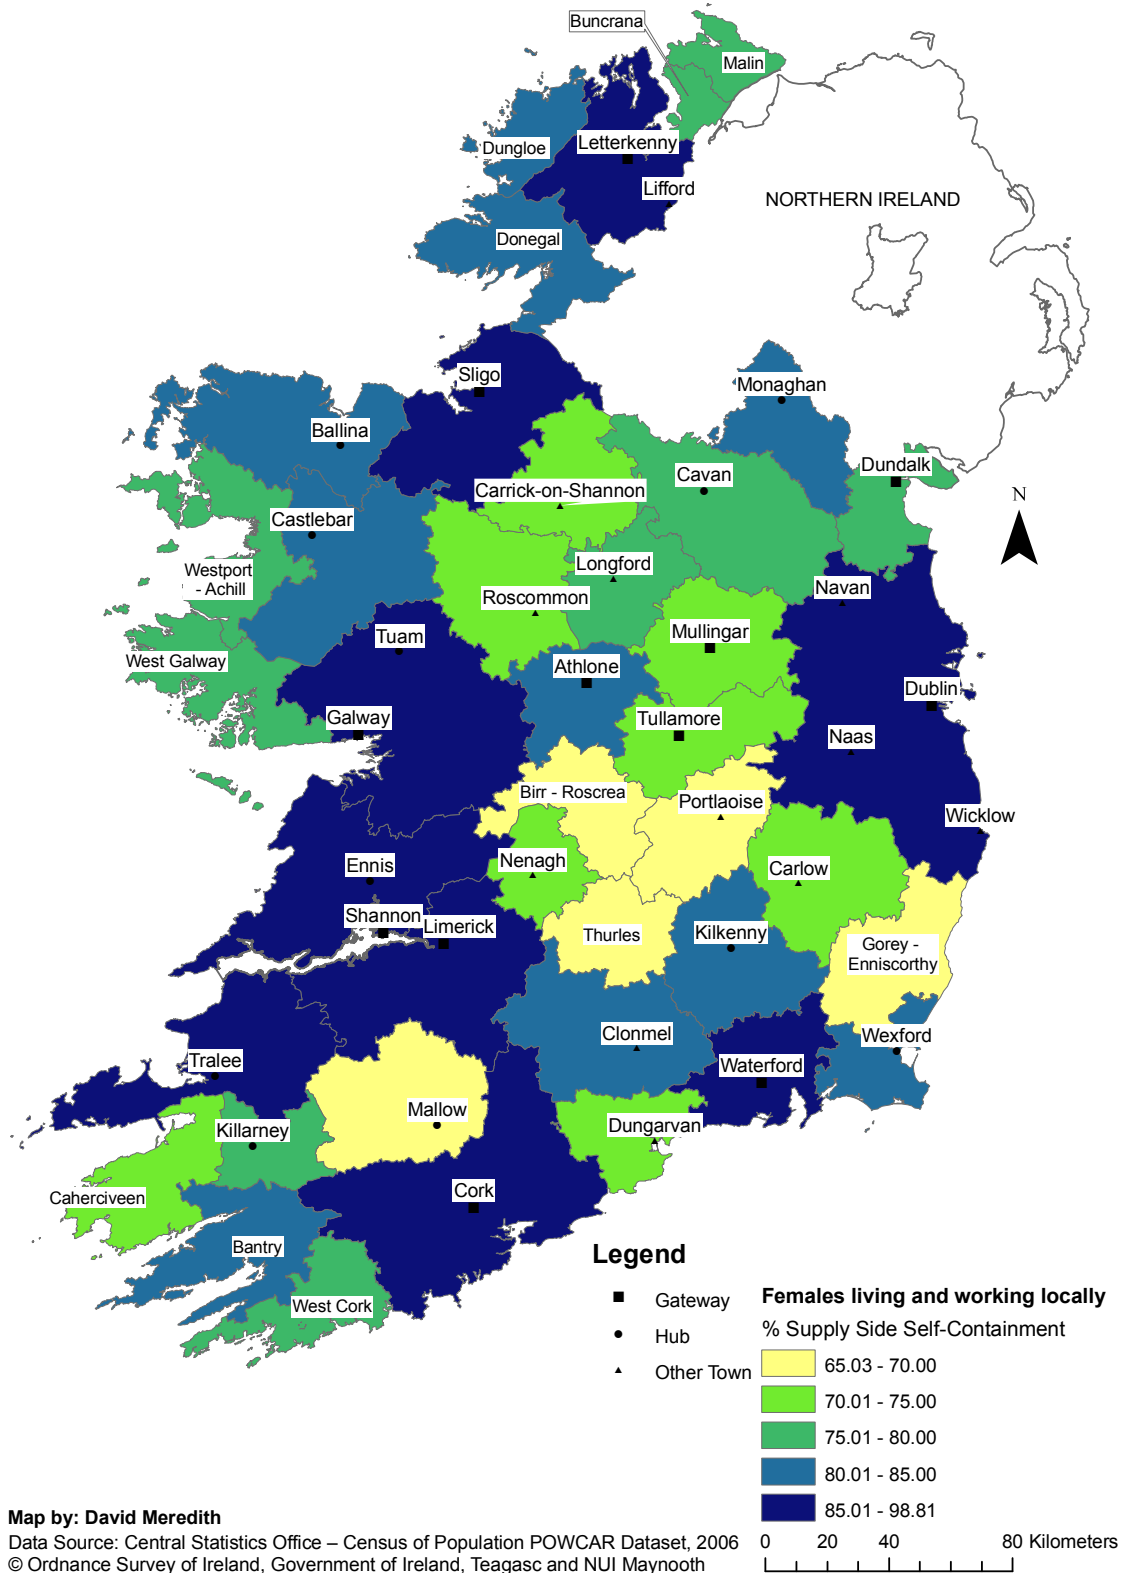 Buncrana
Malin
Letterkenny
Dungloe
Lifford
NORTHERN IRELAND
Donegal
Sligo
Monaghan
Ballina
Dundalk
Cavan
Carrick-on-Shannon
N
Castlebar
Longford
Westport
- Achill
Navan
Roscommon
Tuam
Mullingar
West Galway
Athlone
Dublin
Galway
Tullamore
Naas
Birr - Roscrea
Portlaoise
Wicklow
Ennis
Nenagh
Carlow
Shannon
Limerick
Thurles
Kilkenny
Gorey -
Enniscorthy
Clonmel
Wexford
Tralee
Waterford
Mallow
Dungarvan
Killarney
Caherciveen
Cork
Bantry
West Cork
Legend
Gateway
Hub
Other Town
Females living and working locally
% Supply Side Self-Containment
65.03 - 70.00
70.01 - 75.00
75.01 - 80.00
80.01 - 85.00
85.01 - 98.81
Map by: David Meredith
Data Source: Central Statistics Office – Census of Population POWCAR Dataset, 2006
© Ordnance Survey of Ireland, Government of Ireland, Teagasc and NUI Maynooth
0 20 40 80 Kilometers